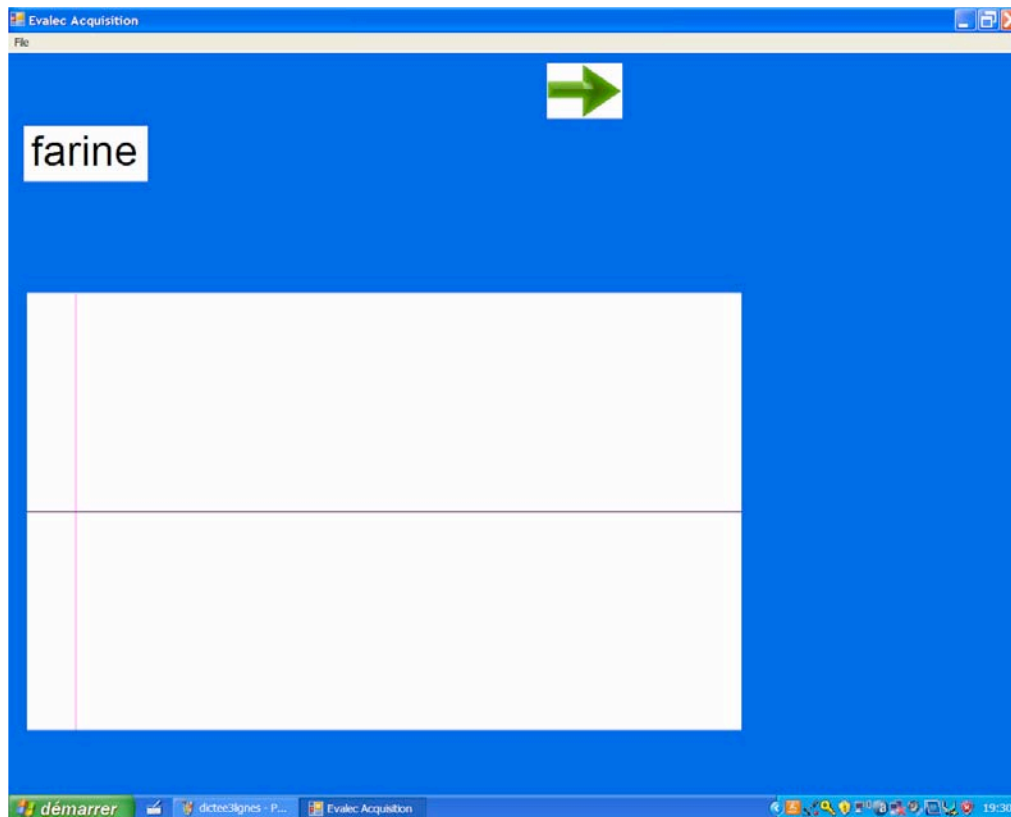 Evalec Acquisition
File
farine
démarrer
dictee3lignes - P...
Evalec Acquisition
19:30